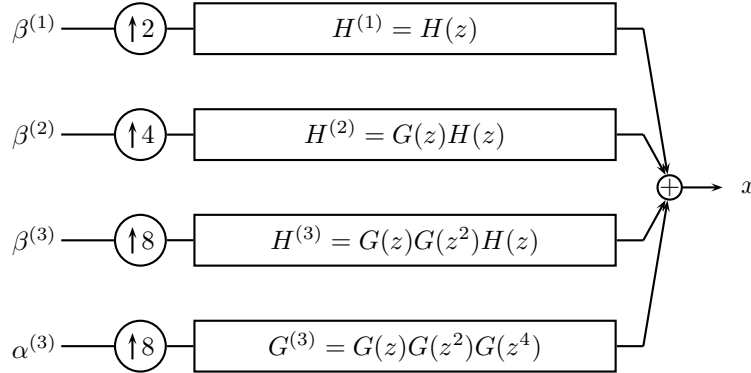 β⁽¹⁾ ↑2 H⁽¹⁾ = H(z)
β⁽²⁾ ↑4 H⁽²⁾ = G(z)H(z)
+ x
β⁽³⁾ ↑8 H⁽³⁾ = G(z)G(z²)H(z)
α⁽³⁾ ↑8 G⁽³⁾ = G(z)G(z²)G(z⁴)